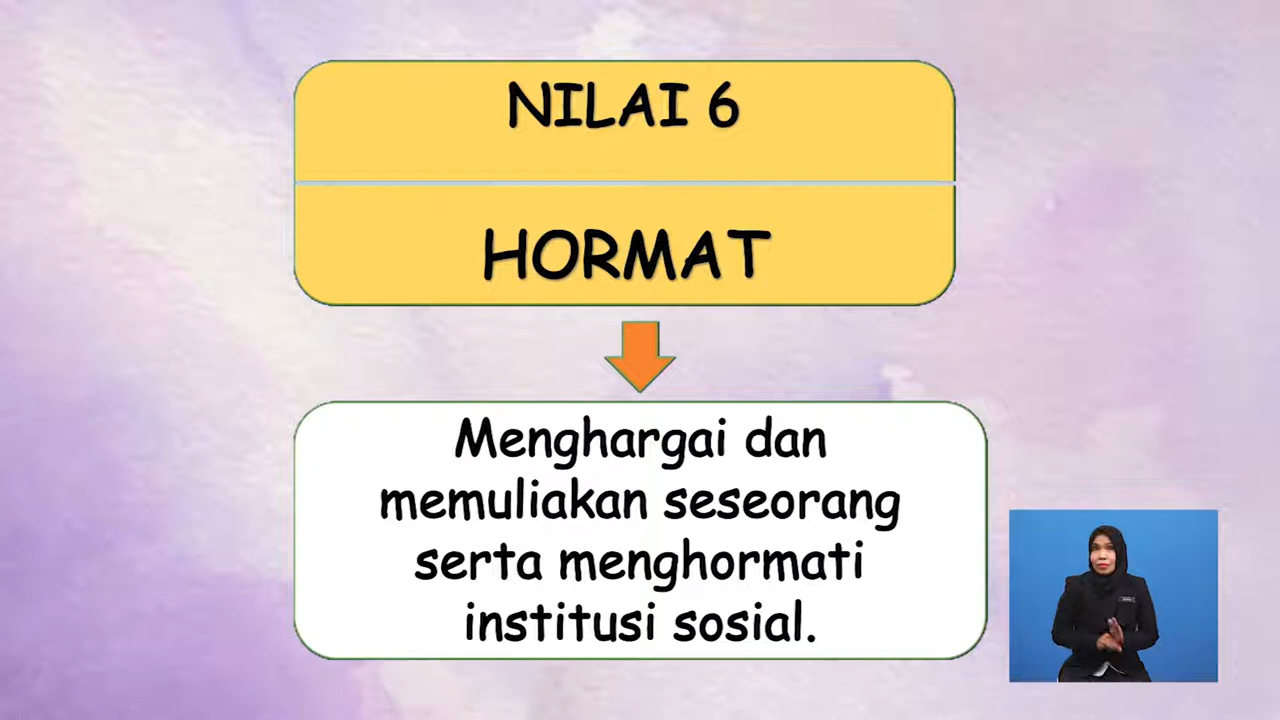 NILAI 6
HORMAT
Menghargai dan
memuliakan seseorang
serta menghormati
institusi sosial.